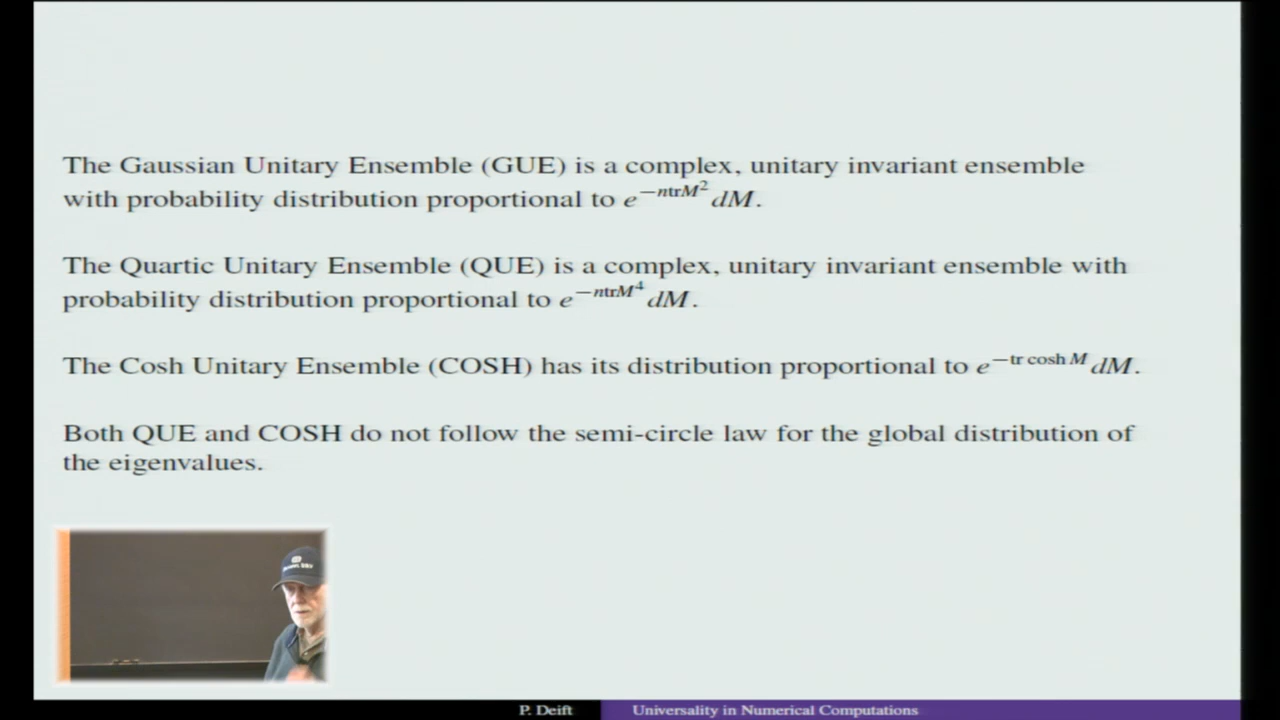 The Gaussian Unitary Ensemble (GUE) is a complex, unitary invariant ensemble
with probability distribution proportional to e^{−ntrM^2} dM.
The Quartic Unitary Ensemble (QUE) is a complex, unitary invariant ensemble with
probability distribution proportional to e^{−ntrM^4} dM.
The Cosh Unitary Ensemble (COSH) has its distribution proportional to e^{−tr cosh M} dM.
Both QUE and COSH do not follow the semi-circle law for the global distribution of
the eigenvalues.
P. Deift
Universality in Numerical Computations